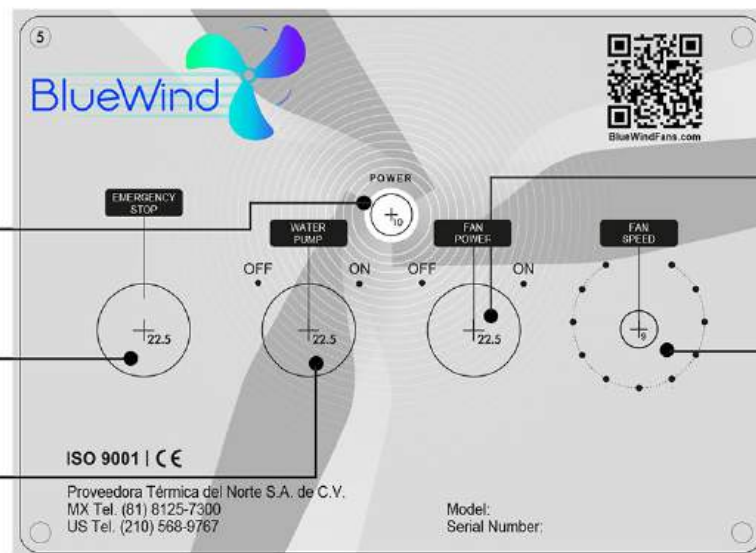 5
BlueWind
BlueWindFans.com
POWER
10
EMERGENCY
STOP
WATER
PUMP
FAN
POWER
FAN
SPEED
OFF
ON
OFF
ON
22.5
22.5
22.5
9
ISO 9001 | CE
Proveedora Térmica del Norte S.A. de C.V.
MX Tel. (81) 8125-7300
US Tel. (210) 568-9767
Model:
Serial Number: